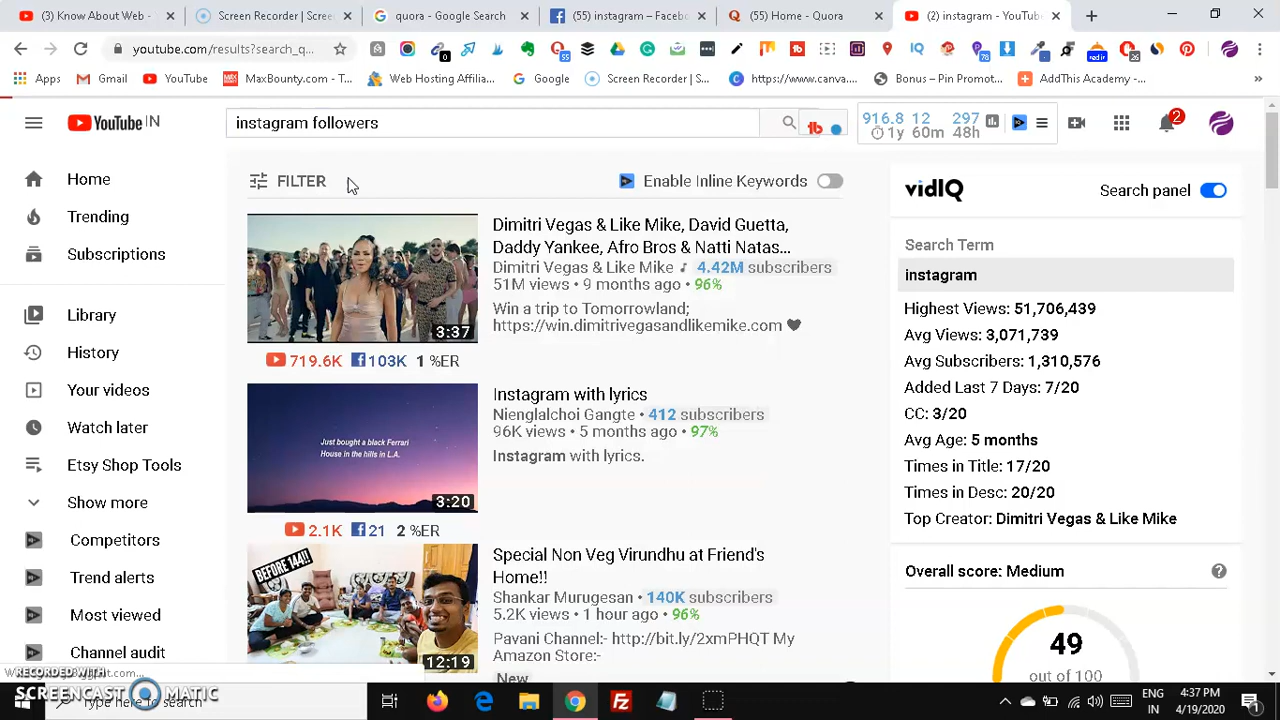 (3) Know About Web -
Screen Recorder | Scree
quora - Google Search
(55) instagram – Faceb
(55) Home - Quora
(2) instagram - YouTube
youtube.com/results?search_q...
Apps
Gmail
YouTube
MaxBounty.com - T...
Web Hosting Affilia...
Google
Screen Recorder | S...
https://www.canva....
Bonus – Pin Promot...
AddThis Academy -...
YouTube IN
instagram followers
916.8 12 297
1y 60m 48h
2
Home
Trending
Subscriptions
Library
History
Your videos
Watch later
Etsy Shop Tools
Show more
Competitors
Trend alerts
Most viewed
Channel audit
FILTER
Enable Inline Keywords
3:37
Dimitri Vegas & Like Mike, David Guetta,
Daddy Yankee, Afro Bros & Natti Natas...
Dimitri Vegas & Like Mike ♪ 4.42M subscribers
51M views • 9 months ago • 96%
Win a trip to Tomorrowland;
https://win.dimitrivegasandlikemike.com ♥
719.6K 103K 1 %ER
Just bought a black Ferrari
House in the hills in L.A.
3:20
Instagram with lyrics
Nienglalchoi Gangte • 412 subscribers
96K views • 5 months ago • 97%
Instagram with lyrics.
2.1K 21 2 %ER
BEFORE 144!!
12:19
Special Non Veg Virundhu at Friend's
Home!!
Shankar Murugesan • 140K subscribers
5.2K views • 1 hour ago • 96%
Pavani Channel:- http://bit.ly/2xmPHQT My
Amazon Store:-
New
vidIQ
Search panel
Search Term
instagram
Highest Views: 51,706,439
Avg Views: 3,071,739
Avg Subscribers: 1,310,576
Added Last 7 Days: 7/20
CC: 3/20
Avg Age: 5 months
Times in Title: 17/20
Times in Desc: 20/20
Top Creator: Dimitri Vegas & Like Mike
Overall score: Medium
49
out of 100
RECORDED WITH
SCREENCAST MATIC
Type here to search
ENG
IN
4:37 PM
4/19/2020